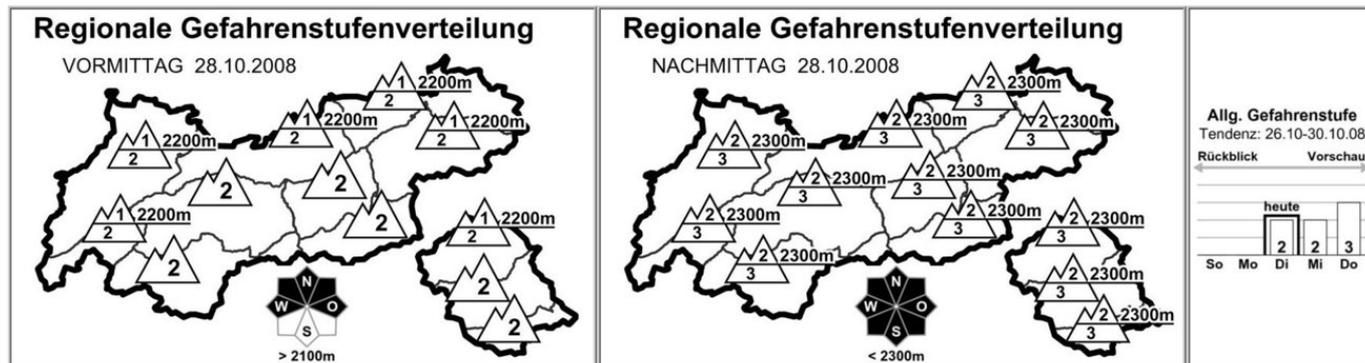 Regionale Gefahrenstufenverteilung
VORMITTAG 28.10.2008
1 2200m
2
1 2200m
2
1 2200m
2
1 2200m
2
2
2
1 2200m
2
2
1 2200m
2
2
2
2
N
W O
S
> 2100m
Regionale Gefahrenstufenverteilung
NACHMITTAG 28.10.2008
2 2300m
3
2 2300m
3
2 2300m
3
2 2300m
3
2 2300m
3
2 2300m
3
2 2300m
3
2 2300m
3
2 2300m
3
2 2300m
3
2 2300m
3
2 2300m
3
N
W O
S
< 2300m
Allg. Gefahrenstufe
Tendenz: 26.10-30.10.08
Rückblick Vorschau
heute
2 2 3
So Mo Di Mi Do